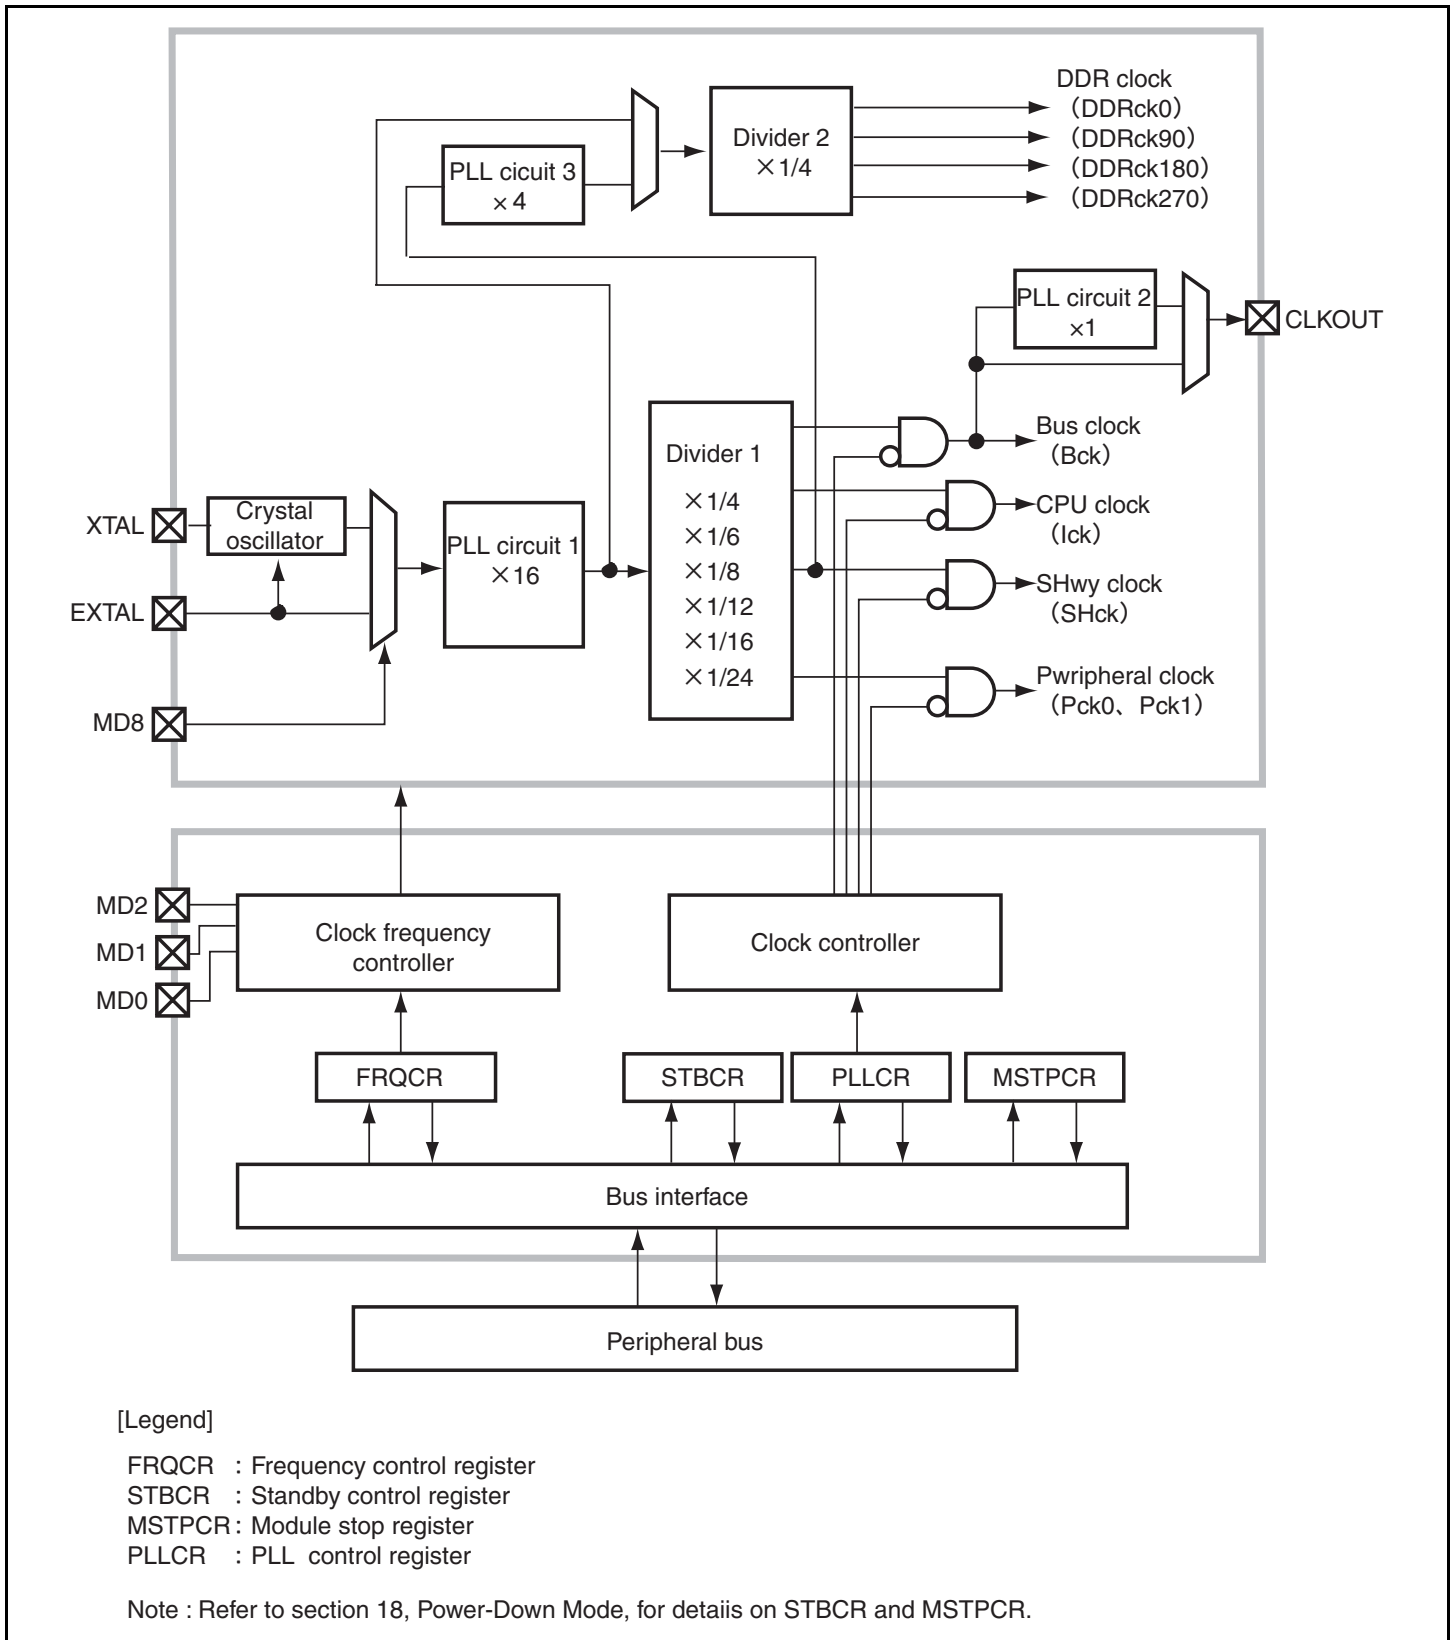 DDR clock
（DDRck0）
（DDRck90）
（DDRck180）
（DDRck270）
Divider 2
×1/4
PLL cicuit 3
× 4
PLL circuit 2
×1
CLKOUT
Divider 1
×1/4
×1/6
×1/8
×1/12
×1/16
×1/24
Bus clock
（Bck）
CPU clock
（Ick）
SHwy clock
（SHck）
Pwripheral clock
（Pck0、Pck1）
XTAL
Crystal
oscillator
PLL circuit 1
×16
EXTAL
MD8
MD2
MD1
MD0
Clock frequency
controller
Clock controller
FRQCR
STBCR
PLLCR
MSTPCR
Bus interface
Peripheral bus
[Legend]
FRQCR : Frequency control register
STBCR : Standby control register
MSTPCR : Module stop register
PLLCR : PLL control register
Note : Refer to section 18, Power-Down Mode, for detaiis on STBCR and MSTPCR.